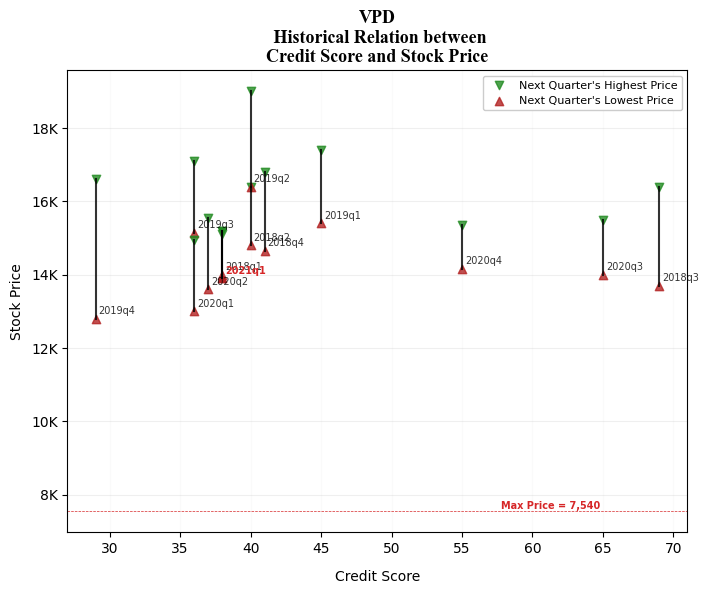 VPD
Historical Relation between
Credit Score and Stock Price
Next Quarter's Highest Price
Next Quarter's Lowest Price
Stock Price
18K
16K
14K
12K
10K
8K
2019q2
2019q3
2019q1
2018q2
2018q4
2018q1
2021q1
2020q4
2020q3
2020q2
2018q3
2020q1
2019q4
Max Price = 7,540
30
35
40
45
50
55
60
65
70
Credit Score